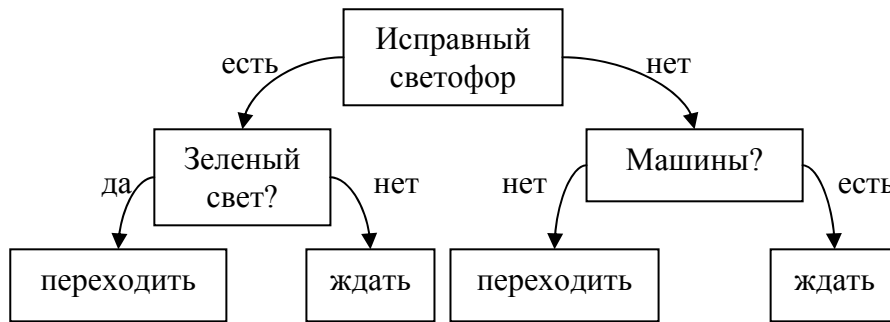 Исправный
светофор
есть
нет
Зеленый
свет?
Машины?
да
нет
нет
есть
переходить
ждать
переходить
ждать